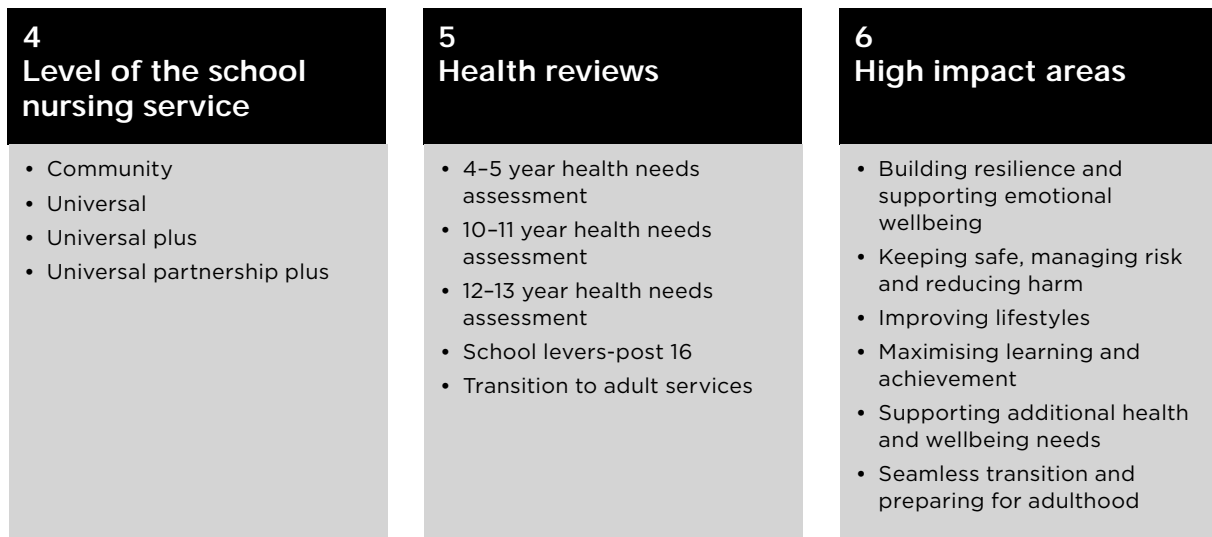 4
Level of the school
nursing service
• Community
• Universal
• Universal plus
• Universal partnership plus
5
Health reviews
• 4–5 year health needs
assessment
• 10–11 year health needs
assessment
• 12–13 year health needs
assessment
• School levers-post 16
• Transition to adult services
6
High impact areas
• Building resilience and
supporting emotional
wellbeing
• Keeping safe, managing risk
and reducing harm
• Improving lifestyles
• Maximising learning and
achievement
• Supporting additional health
and wellbeing needs
• Seamless transition and
preparing for adulthood